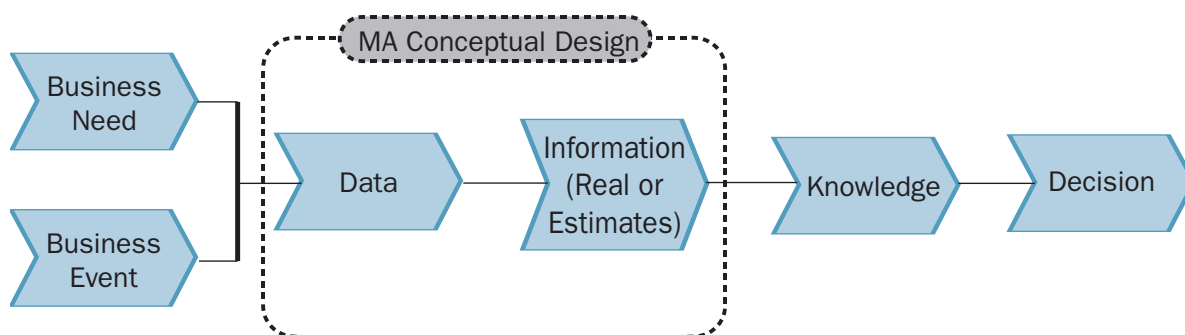 MA Conceptual Design
Business
Need
Business
Event
Data
Information
(Real or
Estimates)
Knowledge
Decision